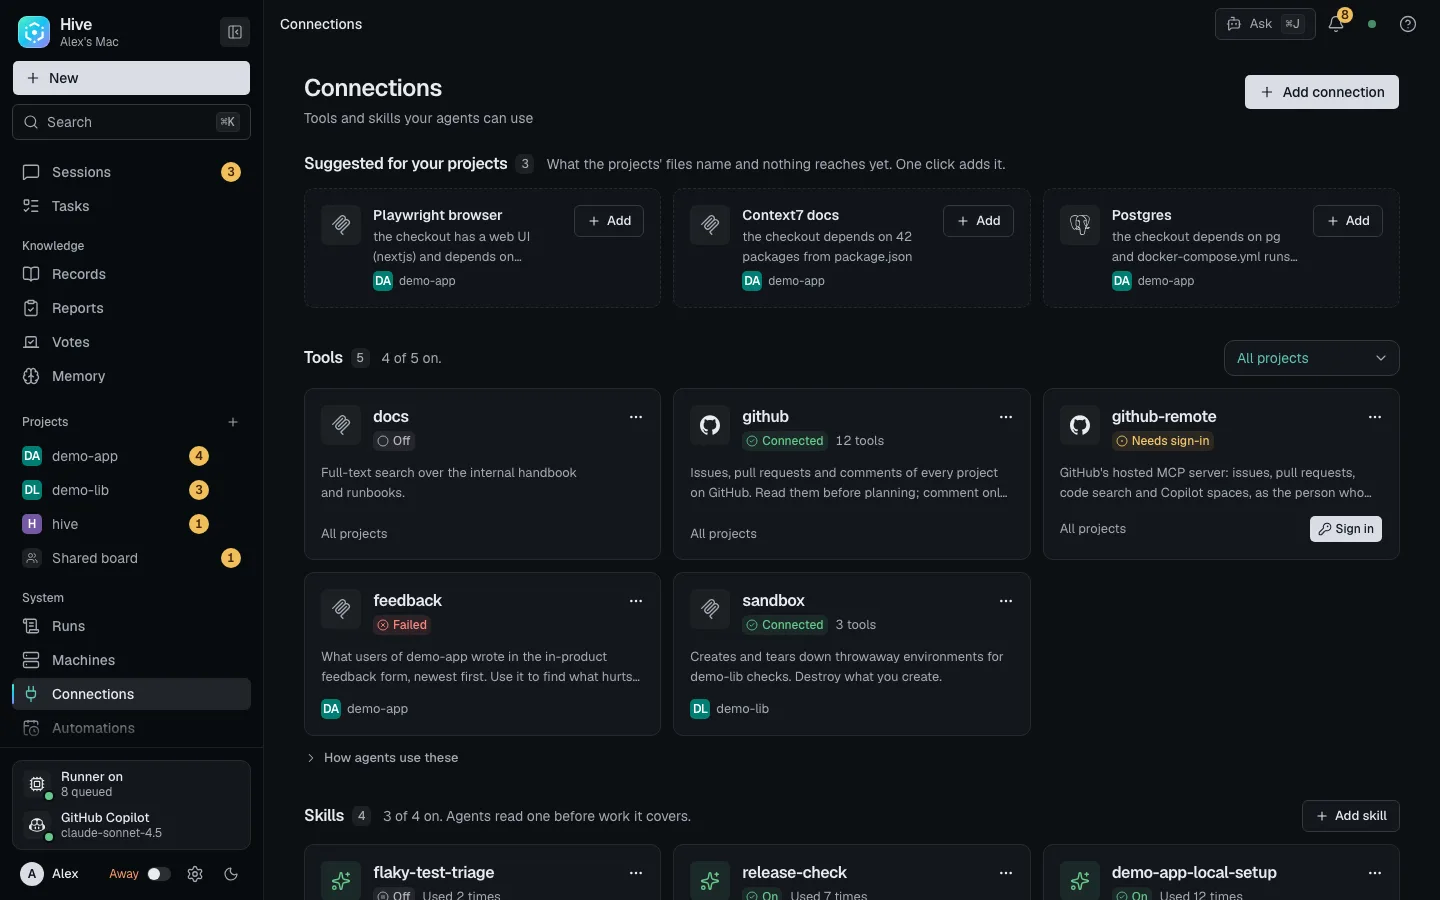 Hive
Alex's Mac
New
Search ⌘K
Sessions 3
Tasks
Knowledge
Records
Reports
Votes
Memory
Projects
DA demo-app 4
DL demo-lib 3
H hive 1
Shared board 1
System
Runs
Machines
Connections
Automations
Runner on
8 queued
GitHub Copilot
claude-sonnet-4.5
A Alex Away
Connections
Ask ⌘J
8
Connections
Tools and skills your agents can use
Add connection
Suggested for your projects 3 What the projects' files name and nothing reaches yet. One click adds it.
Playwright browser
the checkout has a web UI
(nextjs) and depends on…
DA demo-app
Add
Context7 docs
the checkout depends on 42
packages from package.json
DA demo-app
Add
Postgres
the checkout depends on pg
and docker-compose.yml runs…
DA demo-app
Add
Tools 5 4 of 5 on.
All projects
docs
Off
Full-text search over the internal handbook
and runbooks.
All projects
github
Connected 12 tools
Issues, pull requests and comments of every project
on GitHub. Read them before planning; comment onl…
All projects
github-remote
Needs sign-in
GitHub's hosted MCP server: issues, pull requests,
code search and Copilot spaces, as the person who…
All projects
Sign in
feedback
Failed
What users of demo-app wrote in the in-product
feedback form, newest first. Use it to find what hurts…
DA demo-app
sandbox
Connected 3 tools
Creates and tears down throwaway environments for
demo-lib checks. Destroy what you create.
DL demo-lib
How agents use these
Skills 4 3 of 4 on. Agents read one before work it covers.
Add skill
flaky-test-triage
Off Used 2 times
release-check
On Used 7 times
demo-app-local-setup
On Used 12 times